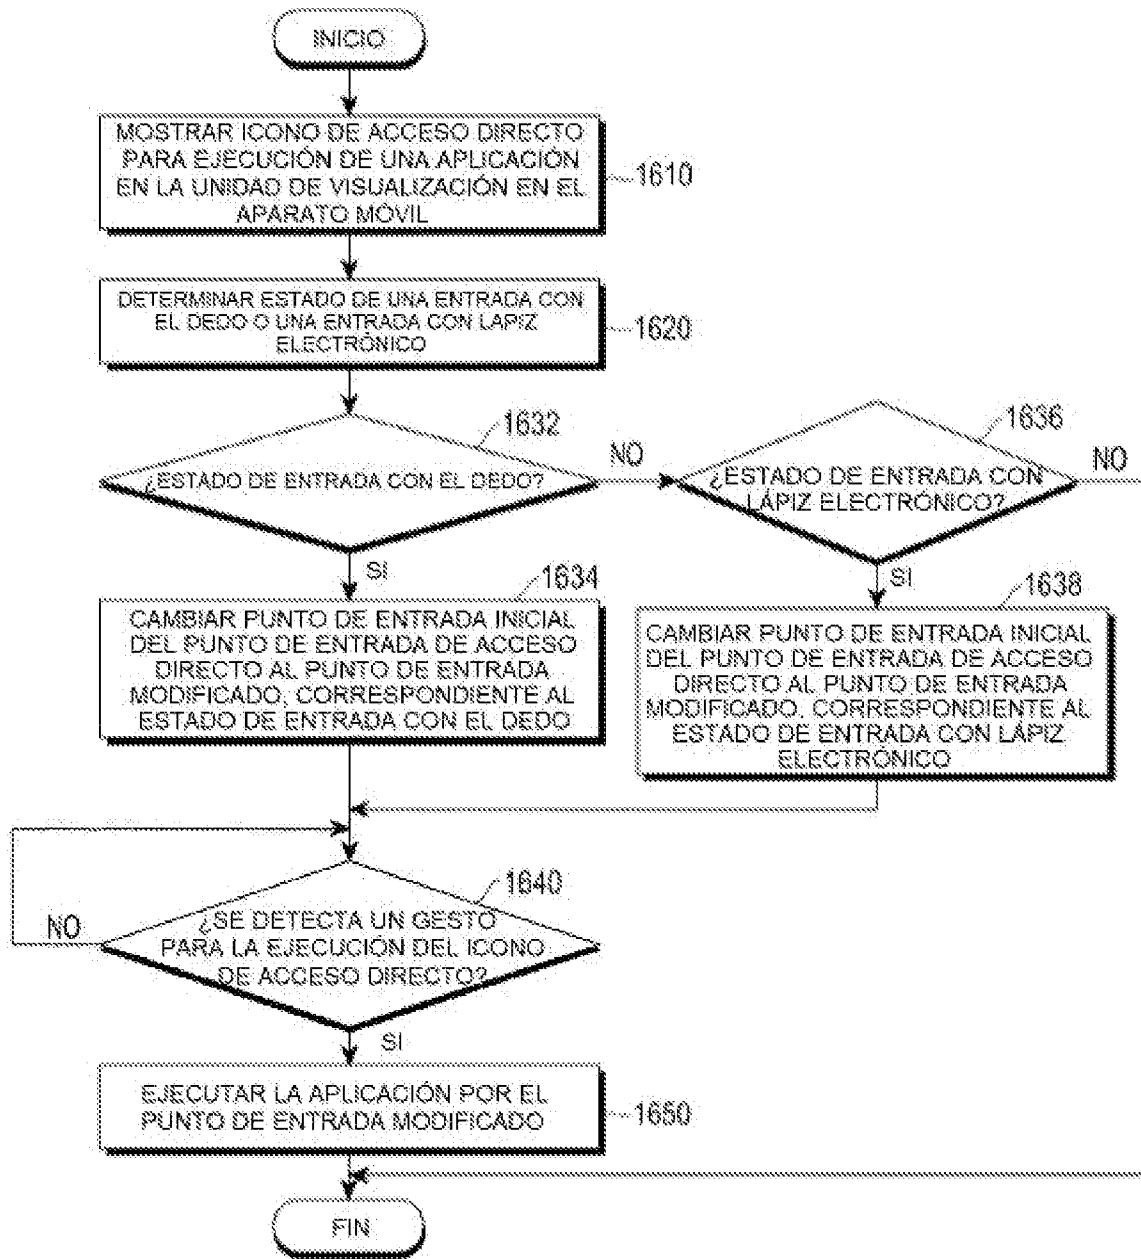 INICIO
MOSTRAR ICONO DE ACCESO DIRECTO
PARA EJECUCIÓN DE UNA APLICACIÓN
EN LA UNIDAD DE VISUALIZACIÓN EN EL
APARATO MÓVIL
1610
DETERMINAR ESTADO DE UNA ENTRADA CON
EL DEDO O UNA ENTRADA CON LAPIZ
ELECTRÓNICO
1620
1632
¿ESTADO DE ENTRADA CON EL DEDO?
NO
1636
¿ESTADO DE ENTRADA CON
LÁPIZ ELECTRÓNICO?
NO
SI
1634
CAMBIAR PUNTO DE ENTRADA INICIAL
DEL PUNTO DE ENTRADA DE ACCESO
DIRECTO AL PUNTO DE ENTRADA
MODIFICADO, CORRESPONDIENTE AL
ESTADO DE ENTRADA CON EL DEDO
SI
1638
CAMBIAR PUNTO DE ENTRADA INICIAL
DEL PUNTO DE ENTRADA DE ACCESO
DIRECTO AL PUNTO DE ENTRADA
MODIFICADO, CORRESPONDIENTE AL
ESTADO DE ENTRADA CON LÁPIZ
ELECTRÓNICO
1640
¿SE DETECTA UN GESTO
PARA LA EJECUCIÓN DEL ICONO
DE ACCESO DIRECTO?
NO
SI
EJECUTAR LA APLICACIÓN POR EL
PUNTO DE ENTRADA MODIFICADO
1650
FIN